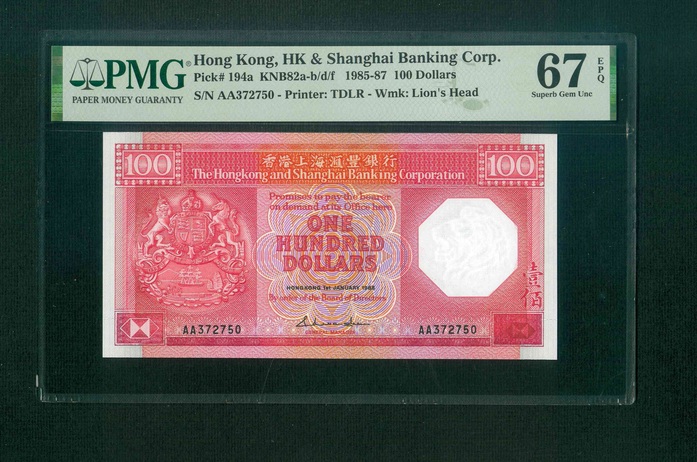 PMG®
PAPER MONEY GUARANTY
Hong Kong, HK & Shanghai Banking Corp.
Pick# 194a KNB82a-b/d/f 1985-87 100 Dollars
S/N AA372750 - Printer: TDLR - Wmk: Lion's Head
67 EPQ
Superb Gem Unc
100
香港上海滙豐銀行
100
The Hongkong and Shanghai Banking Corporation
Promises to pay the bearer
on demand at its Office here
ONE
HUNDRED
DOLLARS
HONGKONG 1st JANUARY 1985
By order of the Board of Directors
壹佰
AA372750
AA372750
GENERAL MANAGER